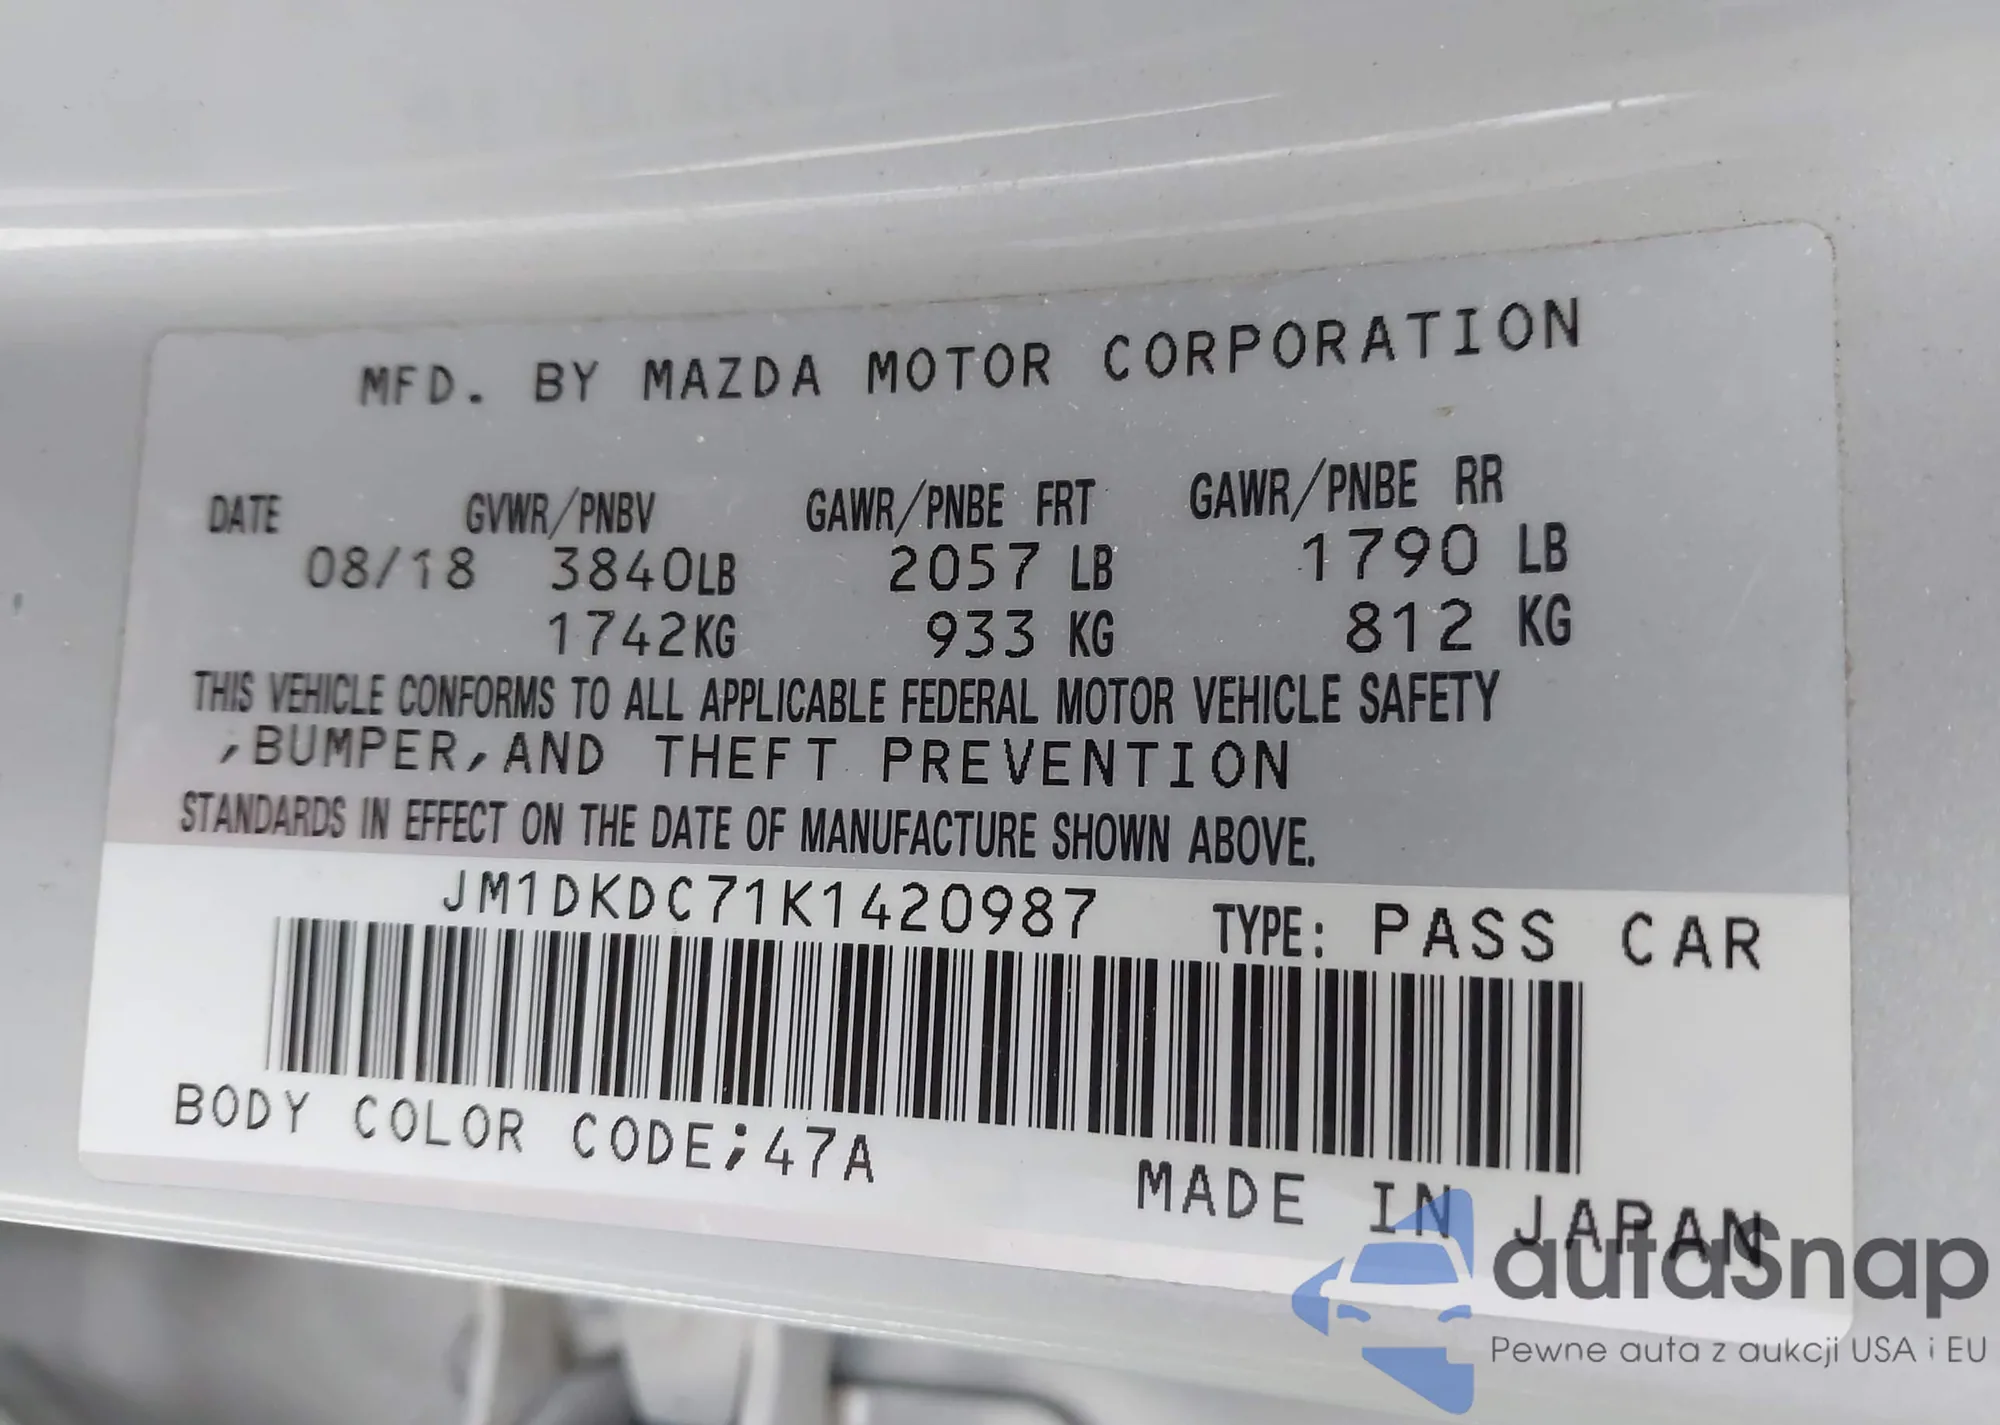 MFD. BY MAZDA MOTOR CORPORATION
DATE GVWR/PNBV GAWR/PNBE FRT GAWR/PNBE RR
08/18 3840LB 2057 LB 1790 LB
1742KG 933 KG 812 KG
THIS VEHICLE CONFORMS TO ALL APPLICABLE FEDERAL MOTOR VEHICLE SAFETY
,BUMPER,AND THEFT PREVENTION
STANDARDS IN EFFECT ON THE DATE OF MANUFACTURE SHOWN ABOVE.
JM1DKDC71K1420987 TYPE: PASS CAR
BODY COLOR CODE;47A
MADE IN JAPAN
autaSnap
Pewne auta z aukcji USA i EU